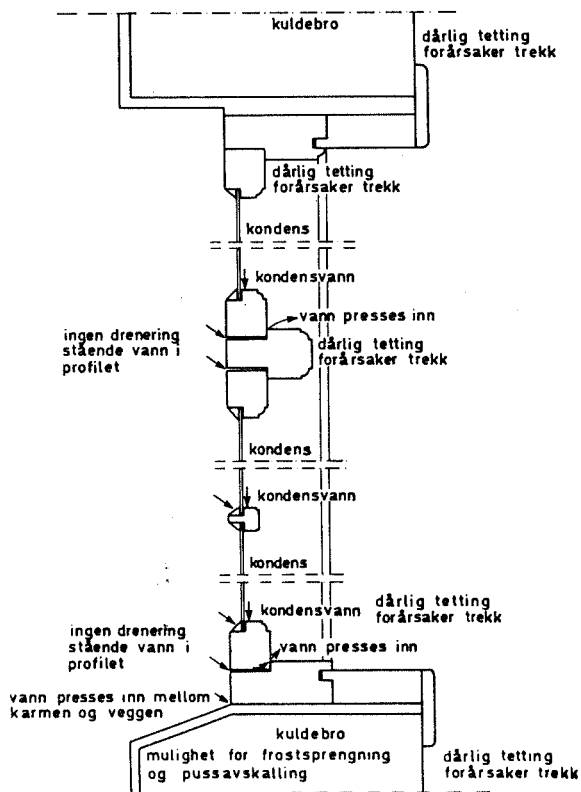 kuldebro
dårlig tetting
forårsaker trekk
dårlig tetting
forårsaker trekk
kondens
kondensvann
vann presses inn
ingen drenering
stående vann i
profilet
dårlig tetting
forårsaker trekk
kondens
kondensvann
kondens
kondensvann
dårlig tetting
forårsaker trekk
ingen drenering
stående vann i
profilet
vann presses inn
vann presses inn mellom
karmen og veggen
kuldebro
mulighet for frostsprengning
og pussavskalling
dårlig tetting
forårsaker trekk